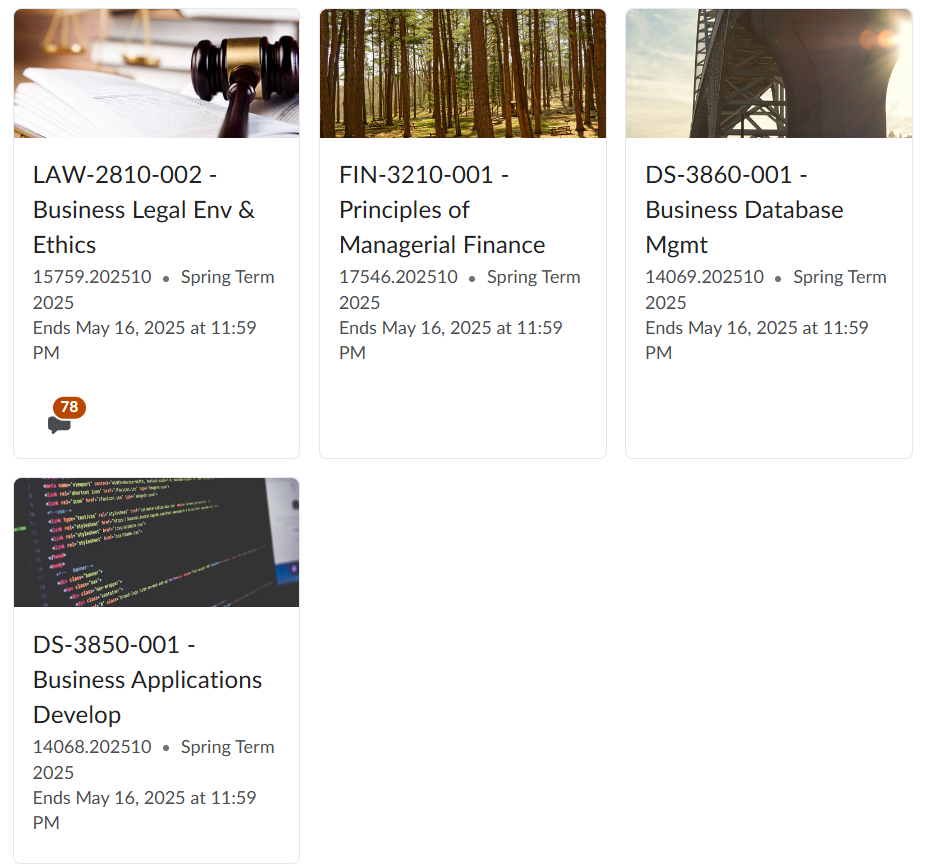 LAW-2810-002 -
Business Legal Env &
Ethics
15759.202510 • Spring Term
2025
Ends May 16, 2025 at 11:59
PM
78
FIN-3210-001 -
Principles of
Managerial Finance
17546.202510 • Spring Term
2025
Ends May 16, 2025 at 11:59
PM
DS-3860-001 -
Business Database
Mgmt
14069.202510 • Spring Term
2025
Ends May 16, 2025 at 11:59
PM
DS-3850-001 -
Business Applications
Develop
14068.202510 • Spring Term
2025
Ends May 16, 2025 at 11:59
PM